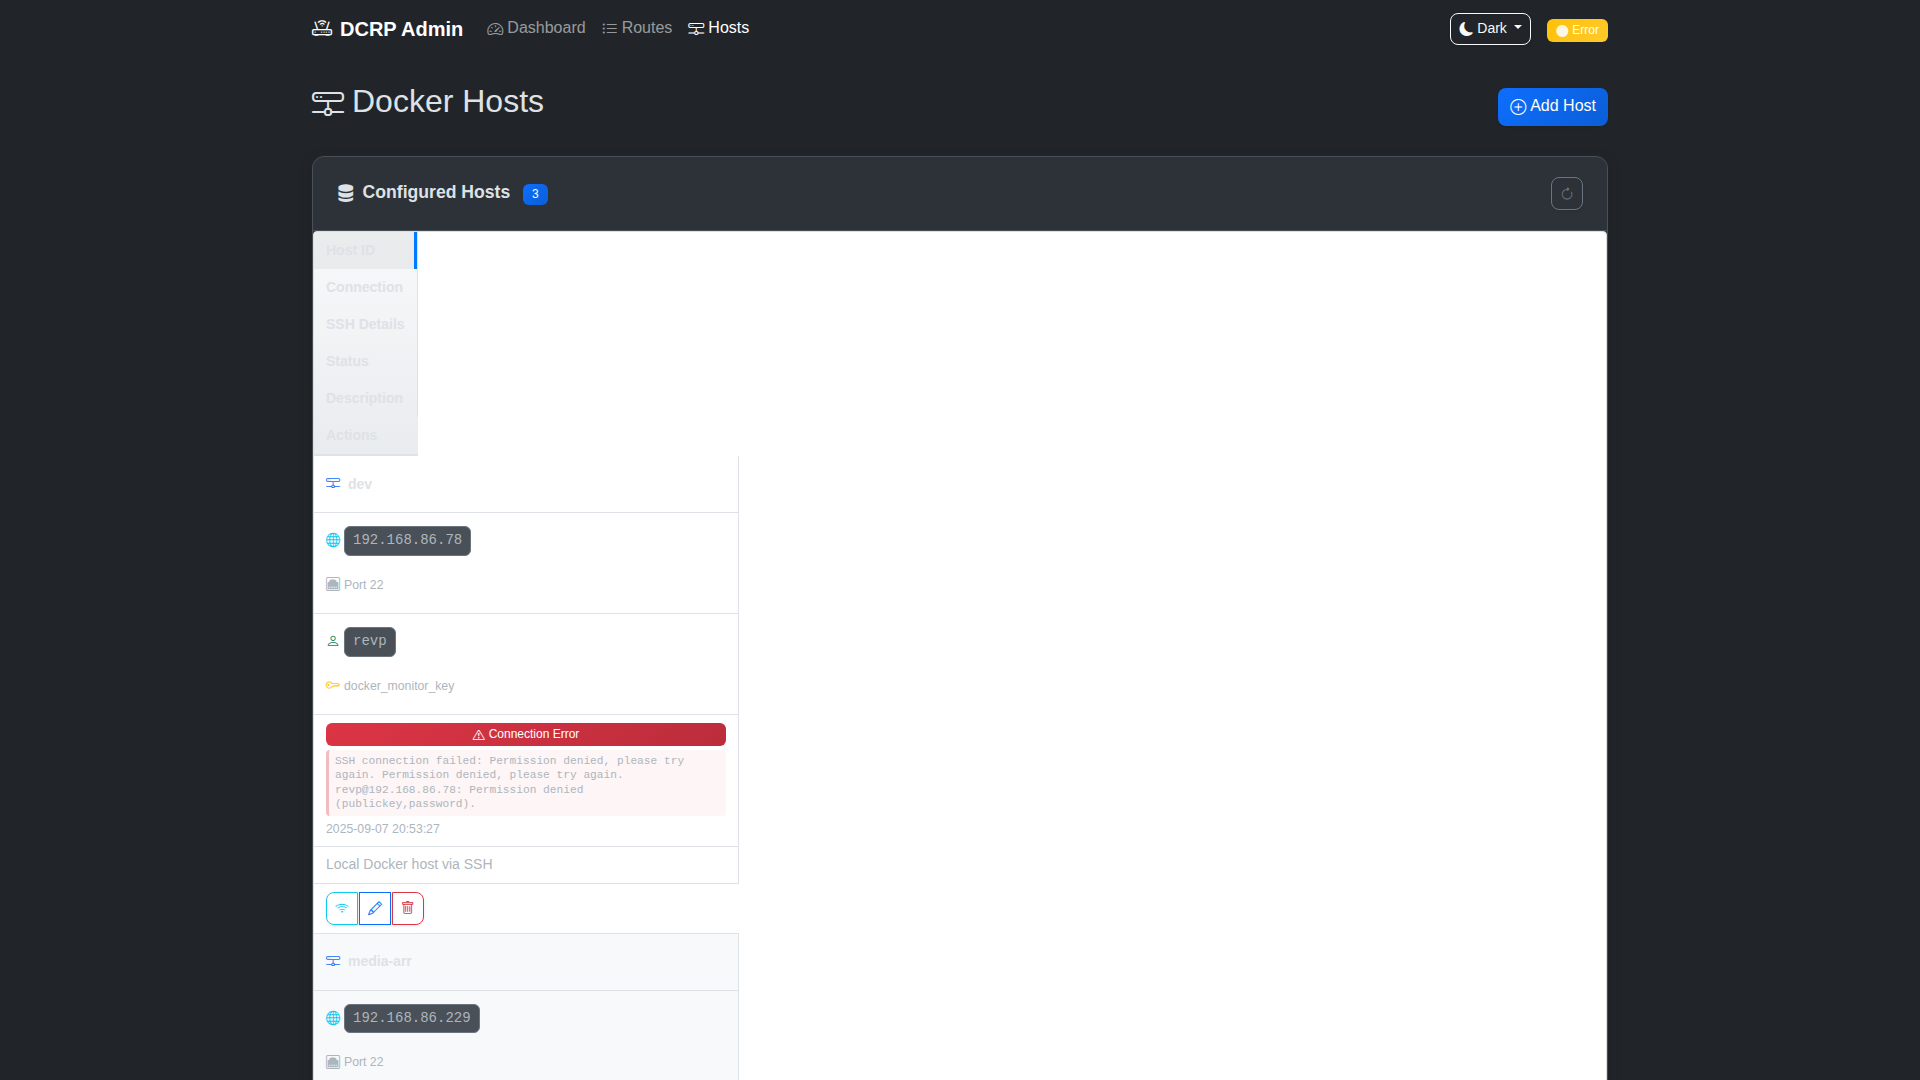 DCRP Admin
Dashboard
Routes
Hosts
Dark
Error
Docker Hosts
Add Host
Configured Hosts 3
Host ID
Connection
SSH Details
Status
Description
Actions
dev
192.168.86.78
Port 22
revp
docker_monitor_key
Connection Error
SSH connection failed: Permission denied, please try
again. Permission denied, please try again.
revp@192.168.86.78: Permission denied
(publickey,password).
2025-09-07 20:53:27
Local Docker host via SSH
media-arr
192.168.86.229
Port 22